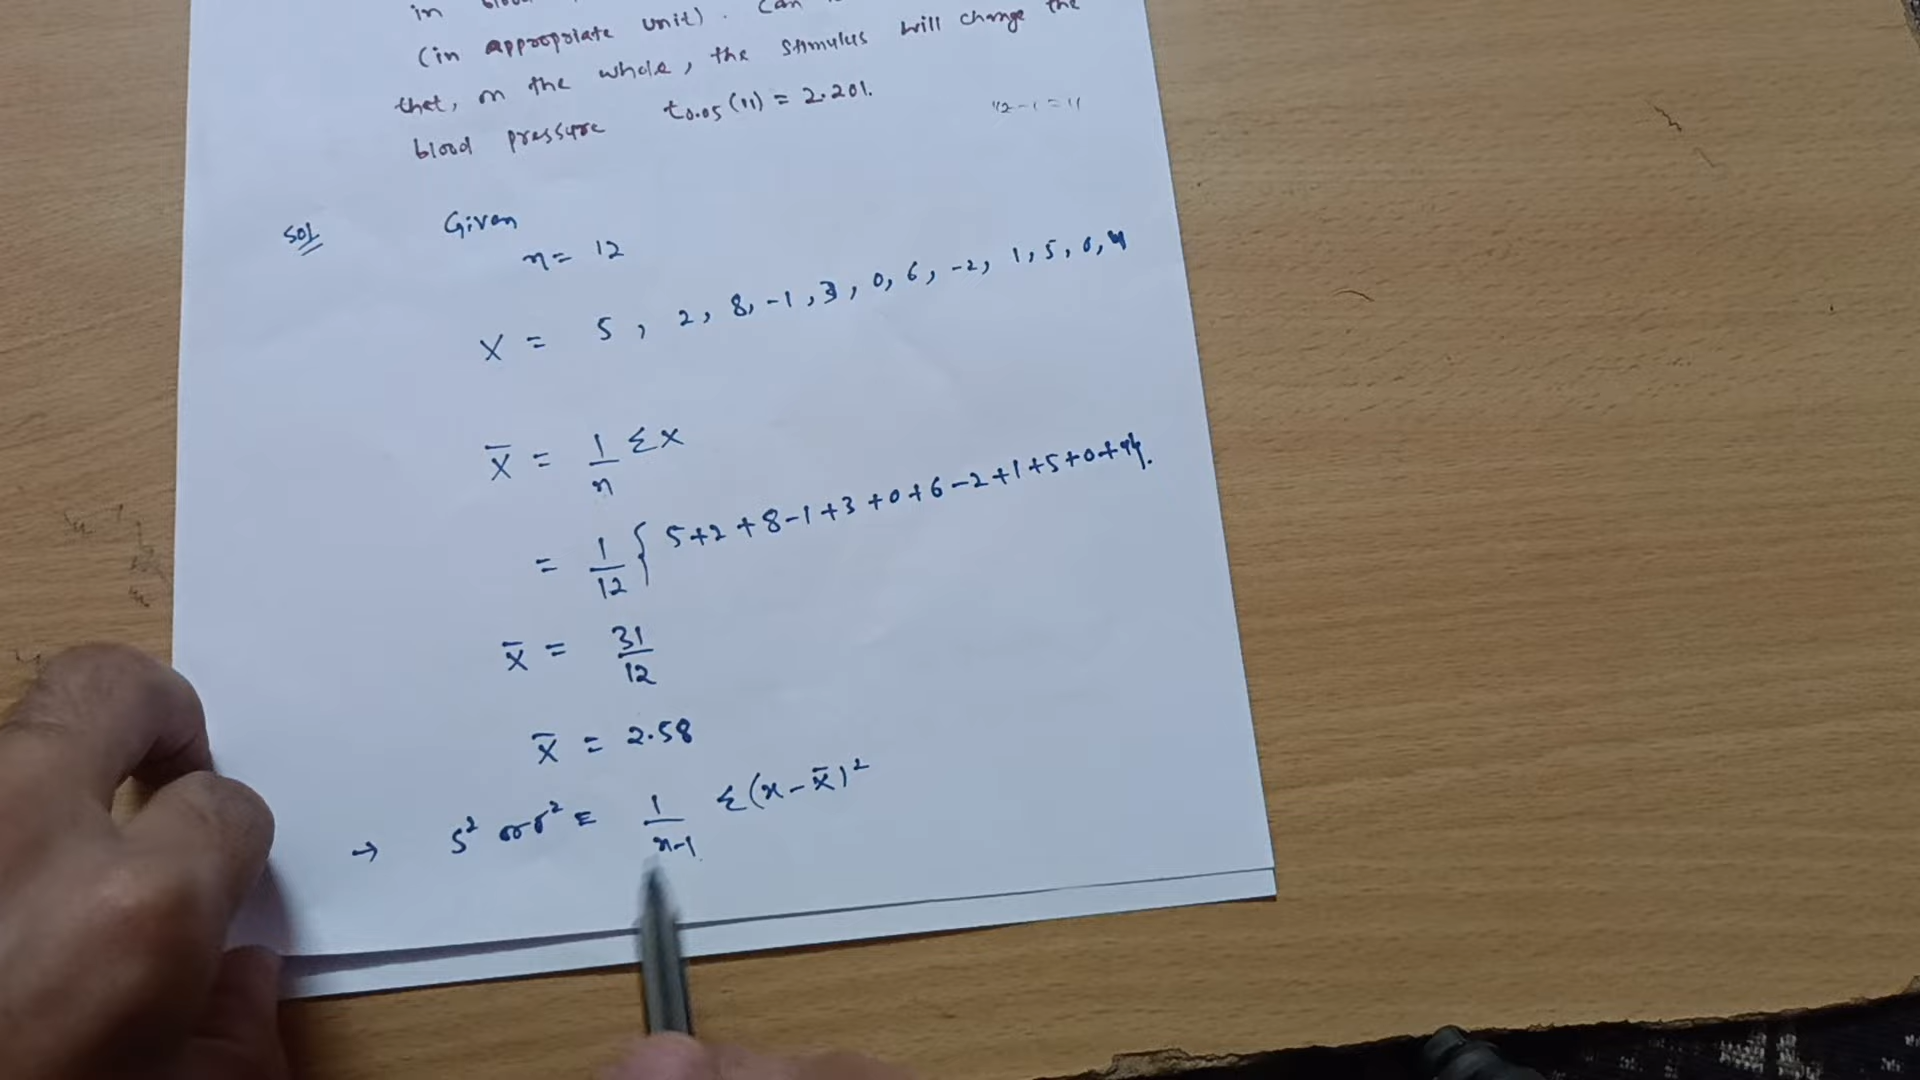 in blood
(in appropriate unit). Can
that, on the whole, the stimulus will change the
blood pressure t0.05 (11) = 2.201.
12-1 = 11
Sol Given
n = 12
X = 5, 2, 8, -1, 3, 0, 6, -2, 1, 5, 0, 4
X̄ = 1/n ΣX
= 1/12 { 5+2+8-1+3+0+6-2+1+5+0+4}.
X̄ = 31/12
X̄ = 2.58
→ S² or σ² = 1/n-1 Σ(x-x̄)²